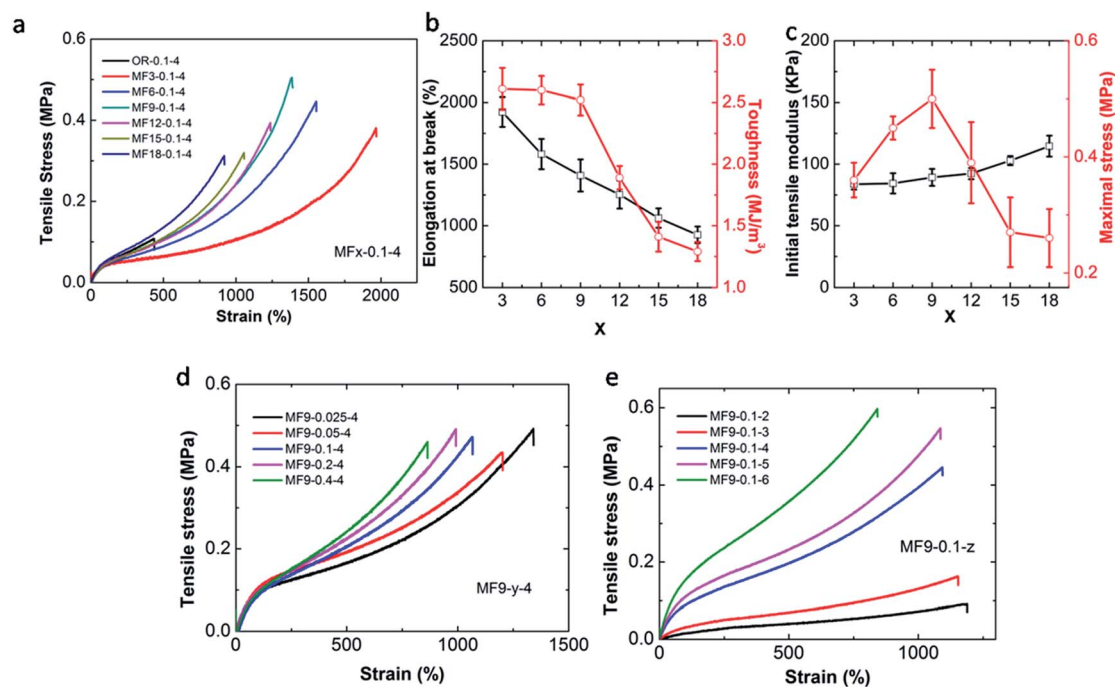 a
0.6
0.4
0.2
0.0
Tensile Stress (MPa)
OR-0.1-4
MF3-0.1-4
MF6-0.1-4
MF9-0.1-4
MF12-0.1-4
MF15-0.1-4
MF18-0.1-4
MFx-0.1-4
0 500 1000 1500 2000
Strain (%)
b
2500
2000
1500
1000
500
Elongation at break (%)
3.0
2.5
2.0
1.5
1.0
Toughness (MJ/m³)
3 6 9 12 15 18
X
c
200
150
100
50
0
Initial tensile modulus (KPa)
0.6
0.4
0.2
Maximal stress (MPa)
3 6 9 12 15 18
X
d
0.6
0.4
0.2
0.0
Tensile stress (MPa)
MF9-0.025-4
MF9-0.05-4
MF9-0.1-4
MF9-0.2-4
MF9-0.4-4
MF9-y-4
0 500 1000 1500
Strain (%)
e
0.6
0.4
0.2
0.0
Tensile stress (MPa)
MF9-0.1-2
MF9-0.1-3
MF9-0.1-4
MF9-0.1-5
MF9-0.1-6
MF9-0.1-z
0 500 1000
Strain (%)